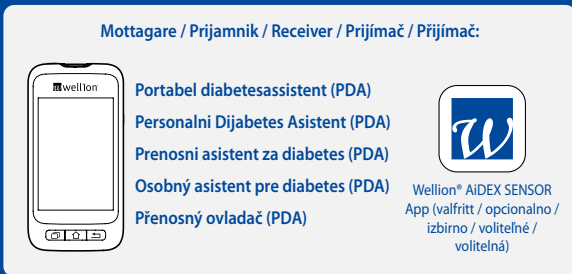 Mottagare / Prijamnik / Receiver / Prijímač / Přijímač:
wellion
Portabel diabetesassistent (PDA)
Personalni Dijabetes Asistent (PDA)
Prenosni asistent za diabetes (PDA)
Osobný asistent pre diabetes (PDA)
Přenosný ovladač (PDA)
W
Wellion® AiDEX SENSOR
App (valfritt / opcionalno /
izbirno / voliteľné /
volitelná)